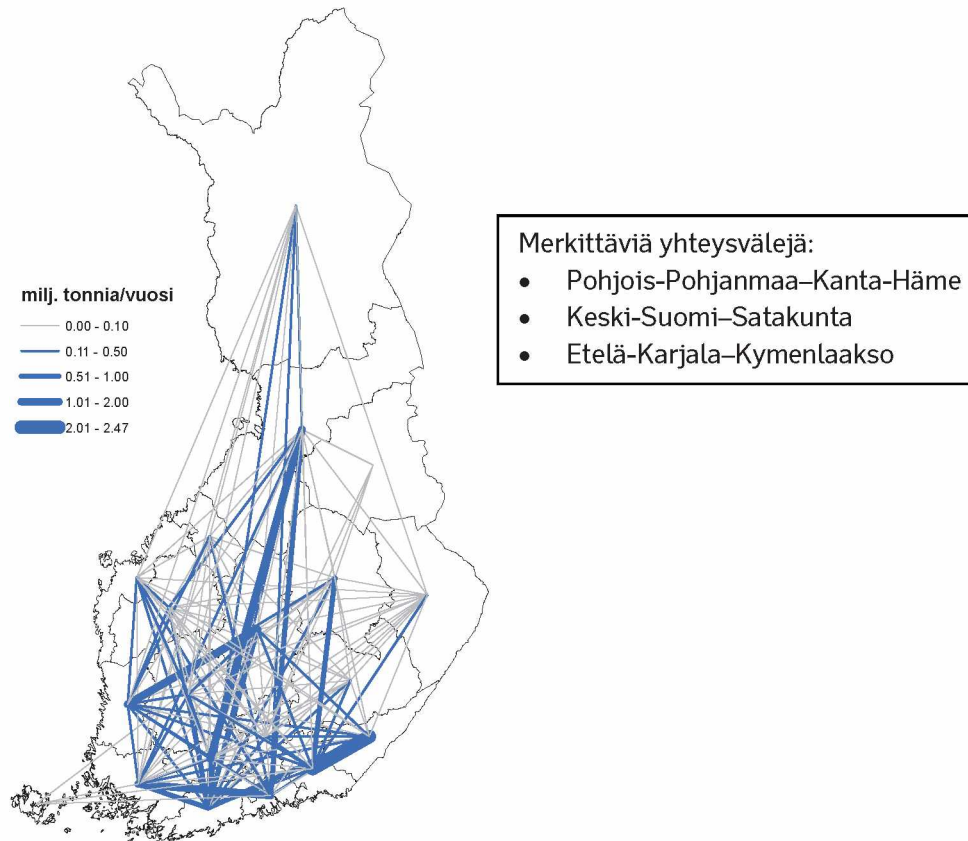 milj. tonnia/vuosi
0.00 - 0.10
0.11 - 0.50
0.51 - 1.00
1.01 - 2.00
2.01 - 2.47
Merkittäviä yhteysvälejä:
• Pohjois-Pohjanmaa–Kanta-Häme
• Keski-Suomi–Satakunta
• Etelä-Karjala–Kymenlaakso